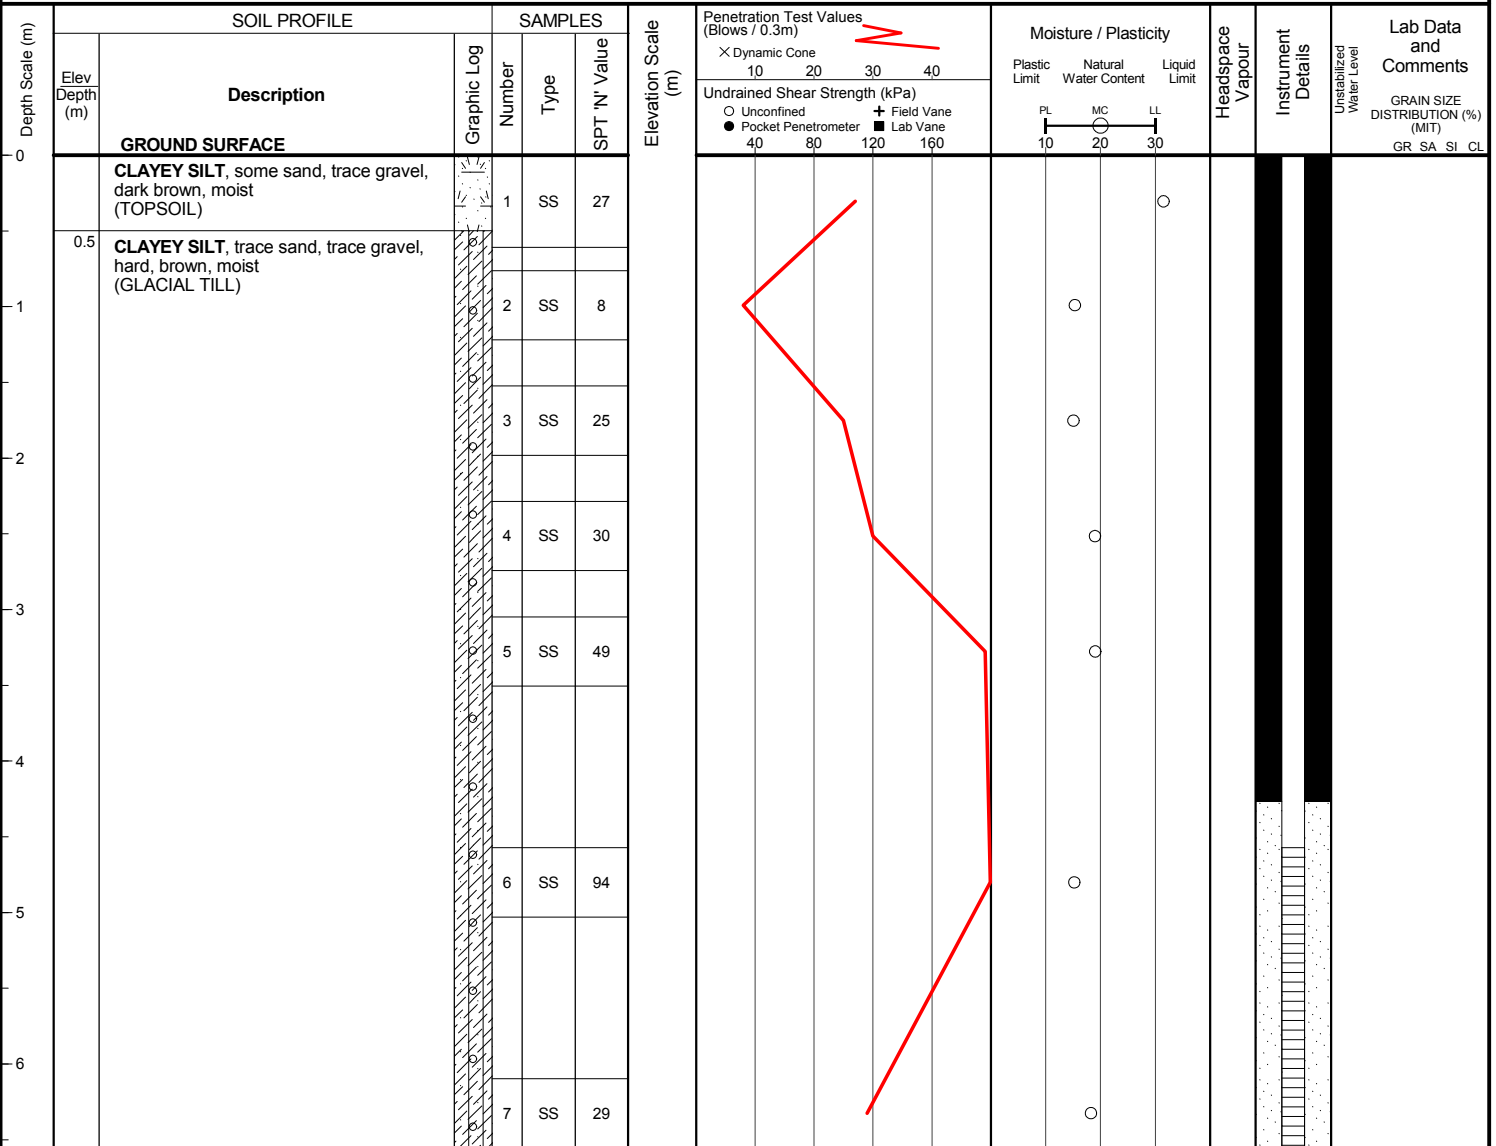 SOIL PROFILE
SAMPLES
Depth Scale (m)
Elev
Depth
(m)
Description
GROUND SURFACE
Graphic Log
Number
Type
SPT 'N' Value
Elevation Scale
(m)
Penetration Test Values
(Blows / 0.3m)
× Dynamic Cone
10 20 30 40
Undrained Shear Strength (kPa)
Unconfined + Field Vane
Pocket Penetrometer Lab Vane
40 80 120 160
Moisture / Plasticity
Plastic Natural Liquid
Limit Water Content Limit
PL MC LL
10 20 30
Headspace
Vapour
Instrument
Details
Unstabilized
Water Level
Lab Data
and
Comments
GRAIN SIZE
DISTRIBUTION (%)
(MIT)
GR SA SI CL
0
CLAYEY SILT, some sand, trace gravel,
dark brown, moist
(TOPSOIL)
1 SS 27
0.5
CLAYEY SILT, trace sand, trace gravel,
hard, brown, moist
(GLACIAL TILL)
1
2 SS 8
3 SS 25
2
4 SS 30
3
5 SS 49
4
6 SS 94
5
6
7 SS 29